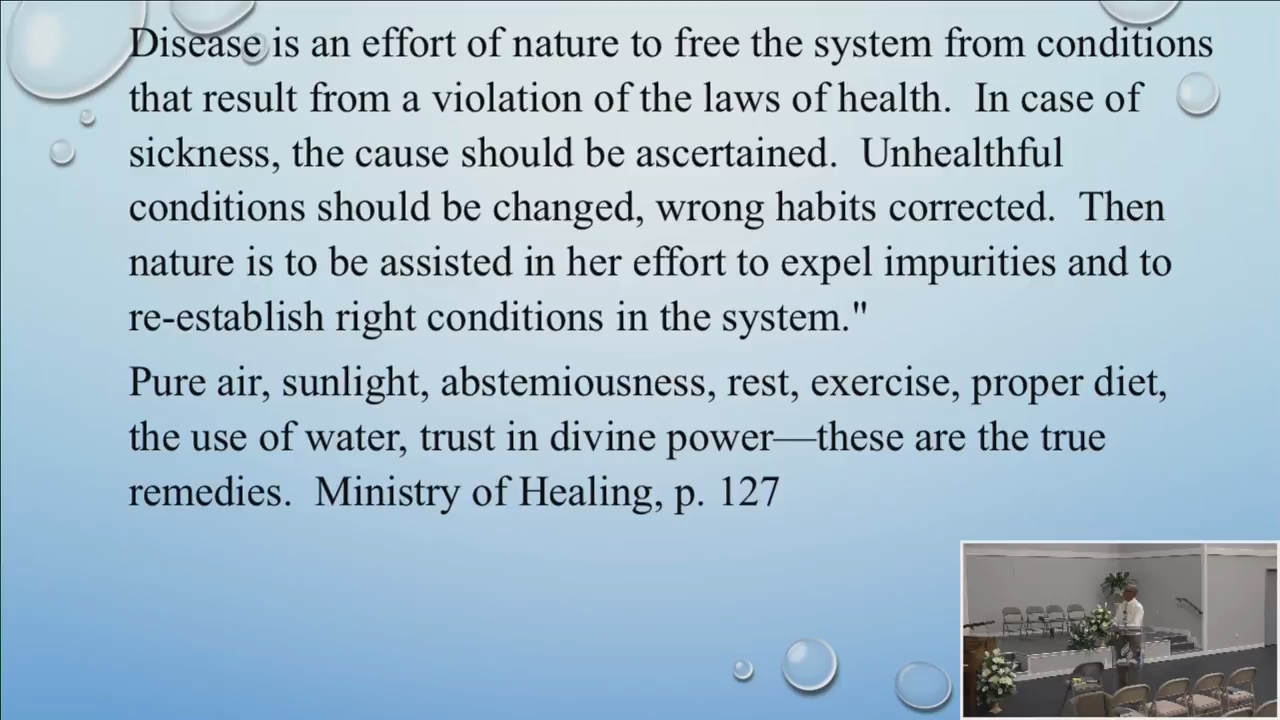 Disease is an effort of nature to free the system from conditions
that result from a violation of the laws of health.  In case of
sickness, the cause should be ascertained.  Unhealthful
conditions should be changed, wrong habits corrected.  Then
nature is to be assisted in her effort to expel impurities and to
re-establish right conditions in the system."
Pure air, sunlight, abstemiousness, rest, exercise, proper diet,
the use of water, trust in divine power—these are the true
remedies.  Ministry of Healing, p. 127